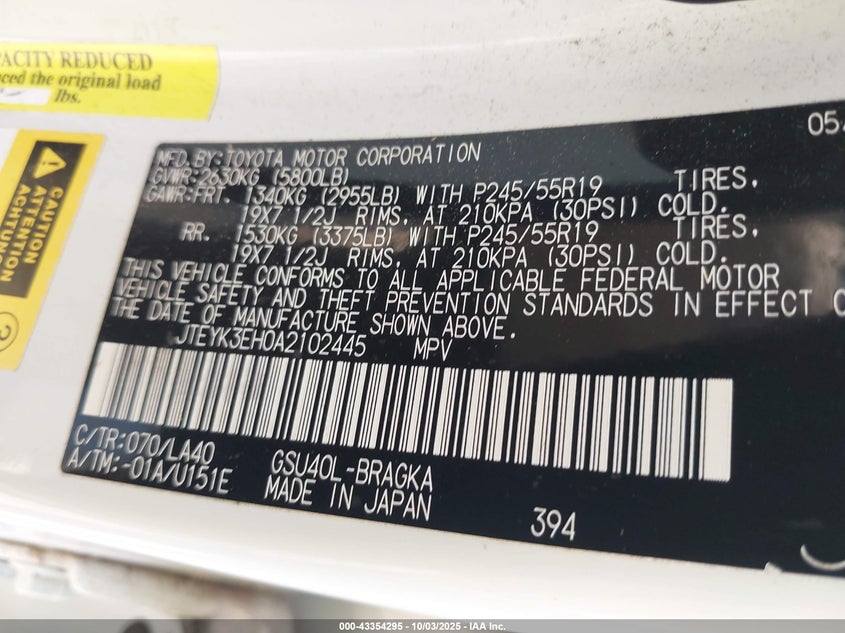 PACITY REDUCED
ced the original load
lbs.
CAUTION
ATTENTION
ACHTUNG
05
MFD. BY: TOYOTA MOTOR CORPORATION
GVWR: 2630KG (5800LB)
GAWR: FRT. 1340KG (2955LB) WITH P245/55R19 TIRES,
19X7 1/2J RIMS, AT 210KPA (30PSI) COLD.
RR. 1530KG (3375LB) WITH P245/55R19 TIRES,
19X7 1/2J RIMS, AT 210KPA (30PSI) COLD.
THIS VEHICLE CONFORMS TO ALL APPLICABLE FEDERAL MOTOR
VEHICLE SAFETY AND THEFT PREVENTION STANDARDS IN EFFECT O
THE DATE OF MANUFACTURE SHOWN ABOVE.
JTEYK3EH0A2102445 MPV
C/TR: 070/LA40 GSU40L-BRAGKA
A/TM: -01A/U151E MADE IN JAPAN 394
000-43354295 - 10/03/2025 - IAA Inc.